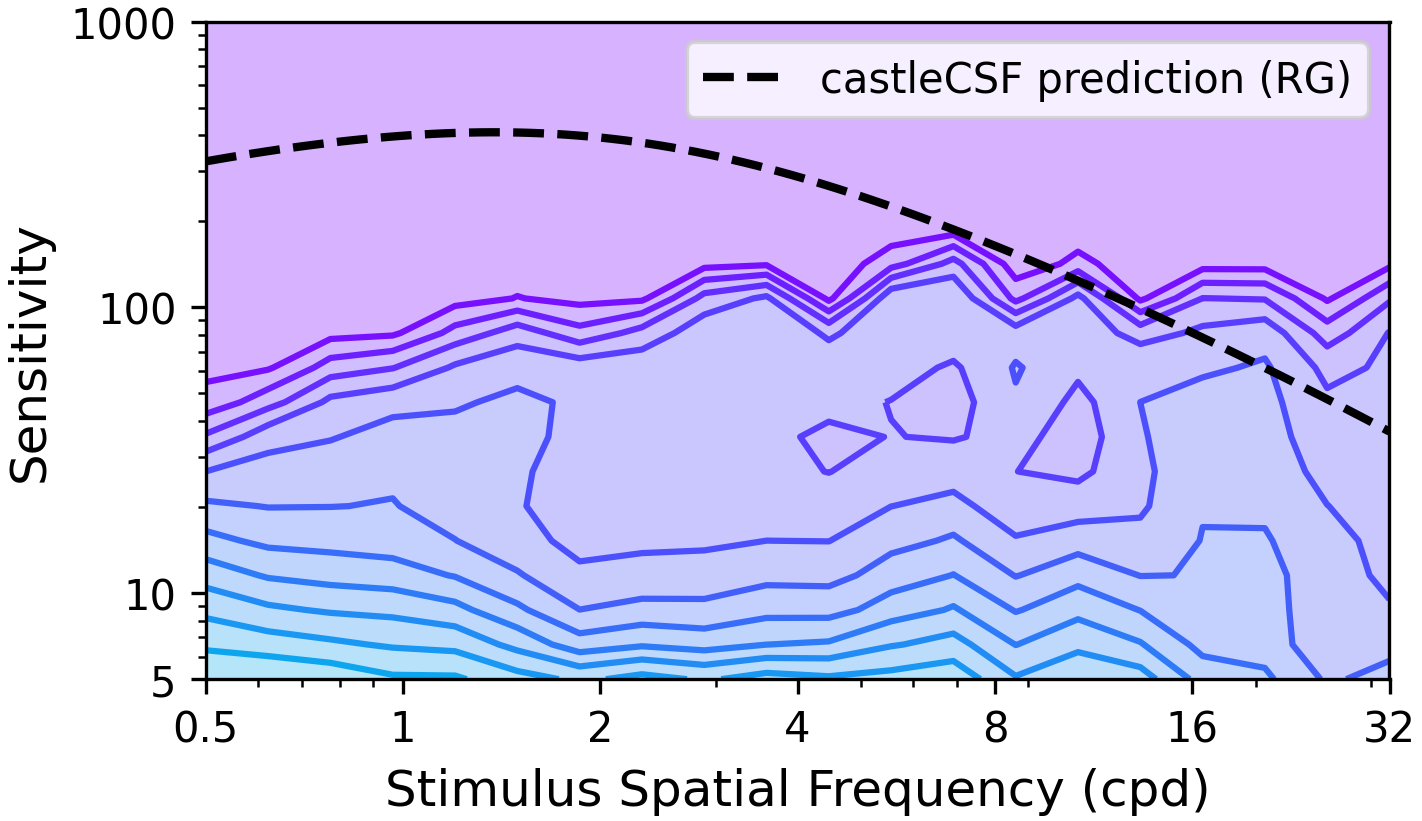 1000
100
10
5
Sensitivity
castleCSF prediction (RG)
0.5 1 2 4 8 16 32
Stimulus Spatial Frequency (cpd)